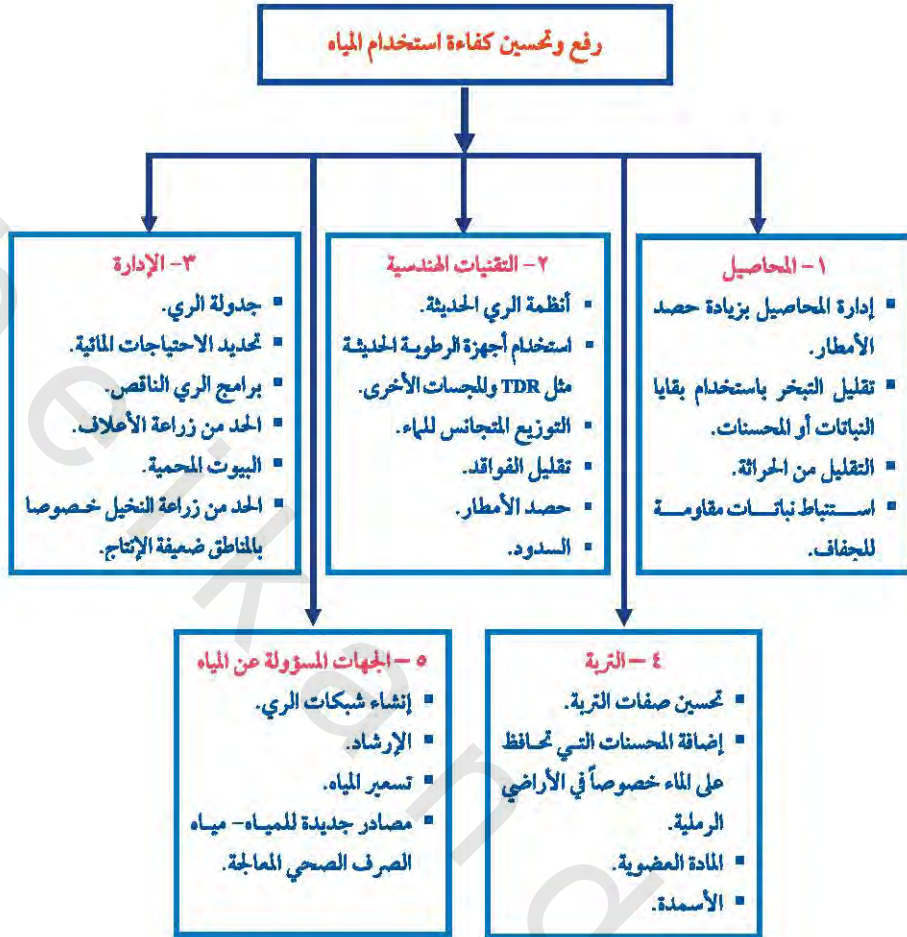 رفع وتحسين كفاءة استخدام المياه
١- المحاصيل
▪ إدارة المحاصيل بزيادة حصد
الأمطار.
▪ تقليل التبخر باستخدام بقايا
النباتات أو المحسنات.
▪ التقليل من الحراثة.
▪ استنباط نباتات مقاومة
للجفاف.
٢- التقنيات الهندسية
▪ أنظمة الري الحديثة.
▪ استخدام أجهزة الرطوبة الحديثة
مثل TDR والمجسات الأخرى.
▪ التوزيع المتجانس للماء.
▪ تقليل الفواقد.
▪ حصد الأمطار.
▪ السدود.
٣- الإدارة
▪ جدولة الري.
▪ تحديد الاحتياجات المائية.
▪ برامج الري الناقص.
▪ الحد من زراعة الأعلاف.
▪ البيوت المحمية.
▪ الحد من زراعة النخيل خصوصا
بالمناطق ضعيفة الإنتاج.
٤- التربة
▪ تحسين صفات التربة.
▪ إضافة المحسنات التي تحافظ
على الماء خصوصاً في الأراضي
الرملية.
▪ المادة العضوية.
▪ الأسمدة.
٥- الجهات المسؤولة عن المياه
▪ إنشاء شبكات الري.
▪ الإرشاد.
▪ تسعير المياه.
▪ مصادر جديدة للمياه- مياه
الصرف الصحي المعالجة.